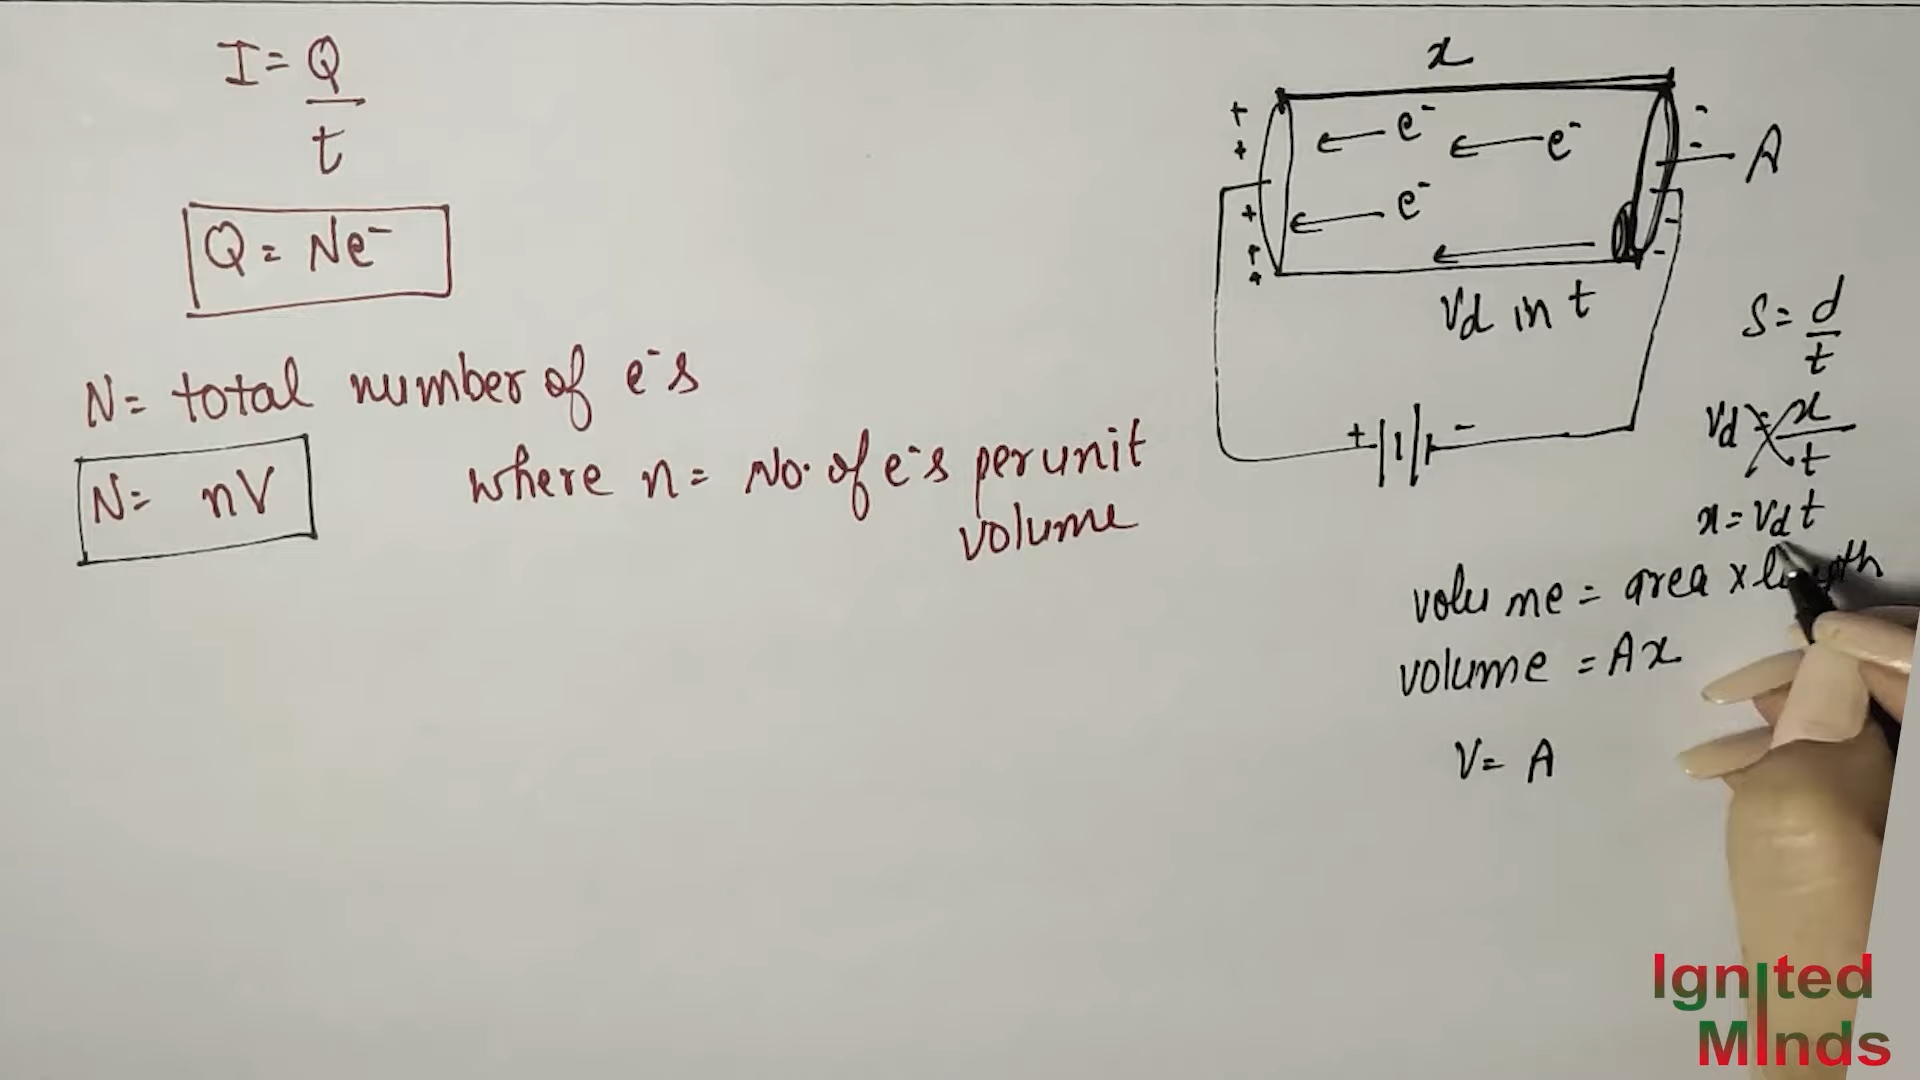 I = Q
t
Q = Ne-
N = total number of e-s
N = nV
where n = No. of e-s per unit
volume
x
+
+
e-
e-
-
-
A
+
e-
-
+
+
-
Vd in t
+
-
S = d
t
Vd = x
t
x = Vd t
volume = area x length
volume = Ax
V = A
Ignited
Minds